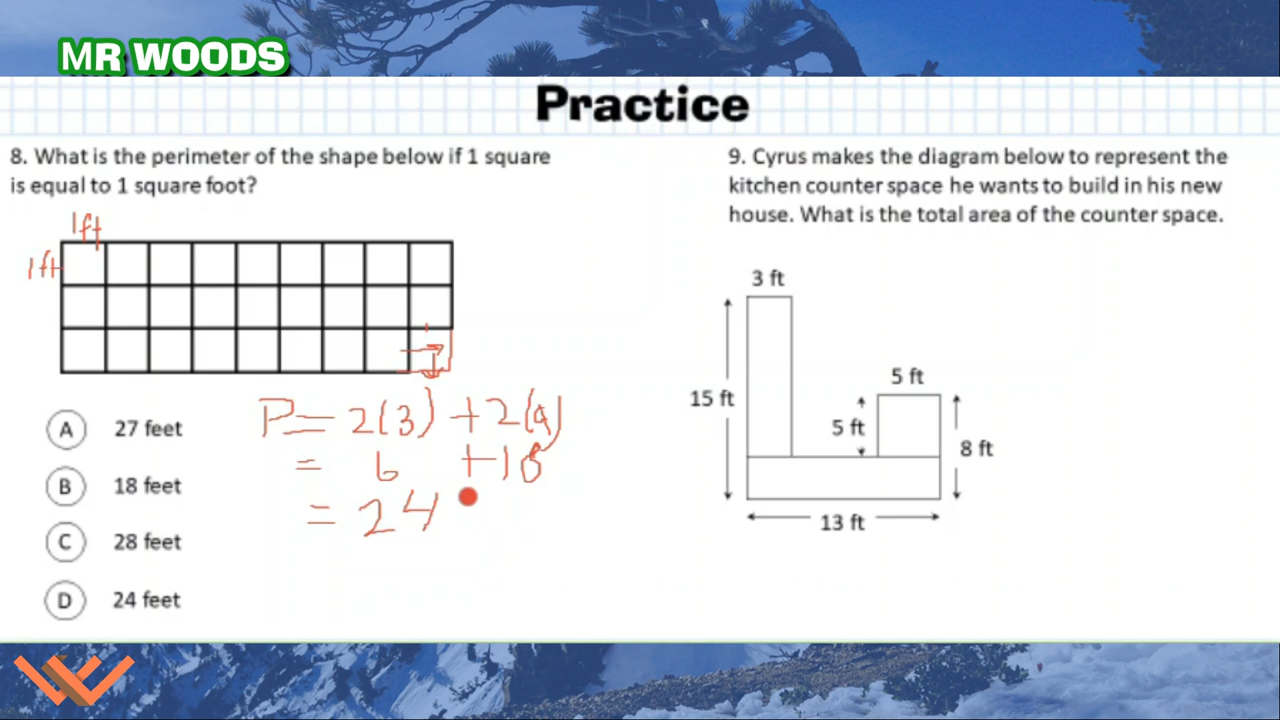 MR WOODS
Practice
8. What is the perimeter of the shape below if 1 square
is equal to 1 square foot?
1ft
1ft
P = 2(3) + 2(9)
= 6 + 18
= 24
A 27 feet
B 18 feet
C 28 feet
D 24 feet
9. Cyrus makes the diagram below to represent the
kitchen counter space he wants to build in his new
house. What is the total area of the counter space.
3 ft
15 ft
5 ft
5 ft
8 ft
13 ft